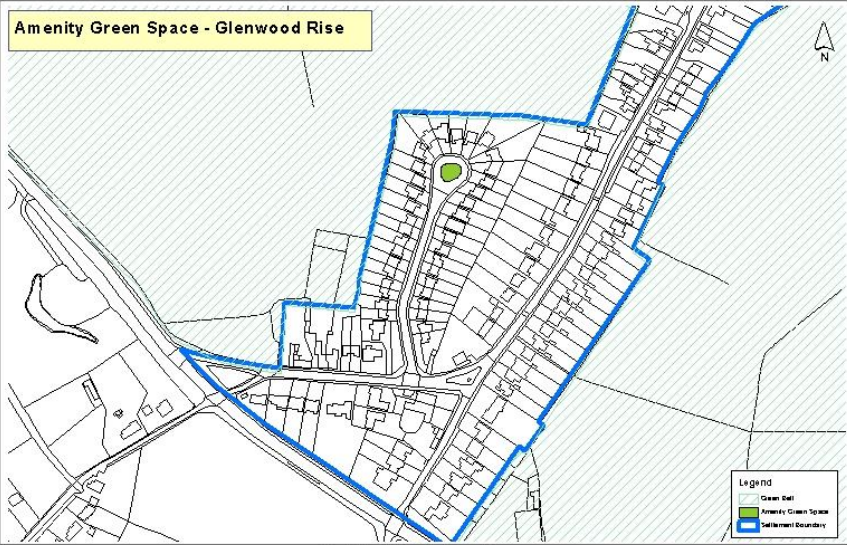 Amenity Green Space - Glenwood Rise
N
Legend
Green Belt
Amenity Green Space
Settlement Boundary